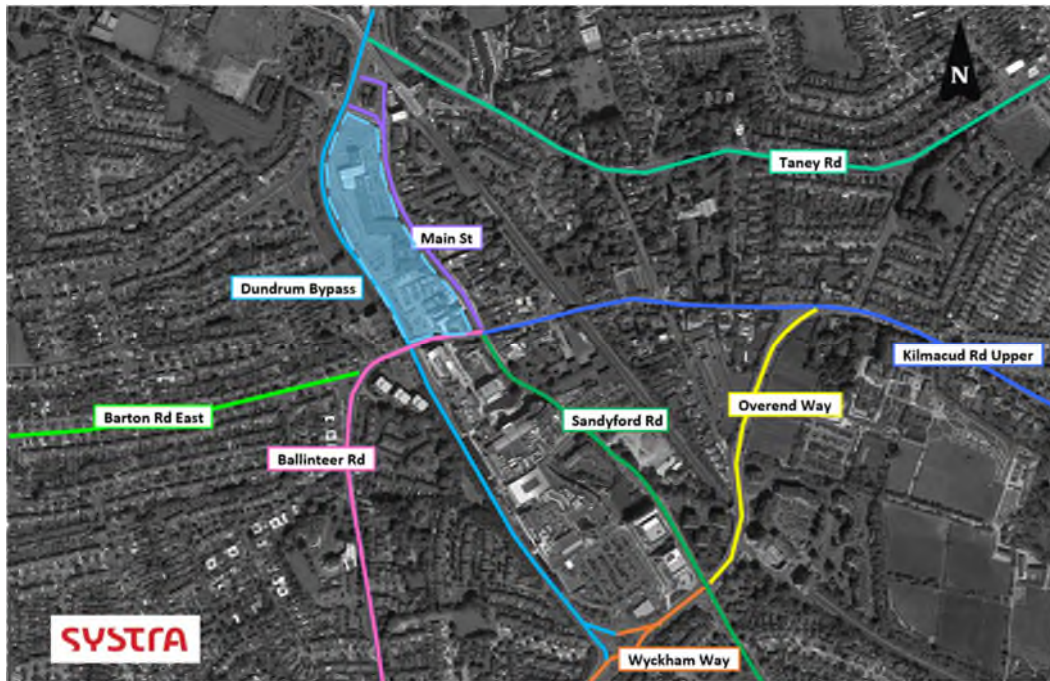 N
Taney Rd
Main St
Dundrum Bypass
Kilmacud Rd Upper
Barton Rd East
Overend Way
Sandyford Rd
Ballinteer Rd
SYSTRA
Wyckham Way